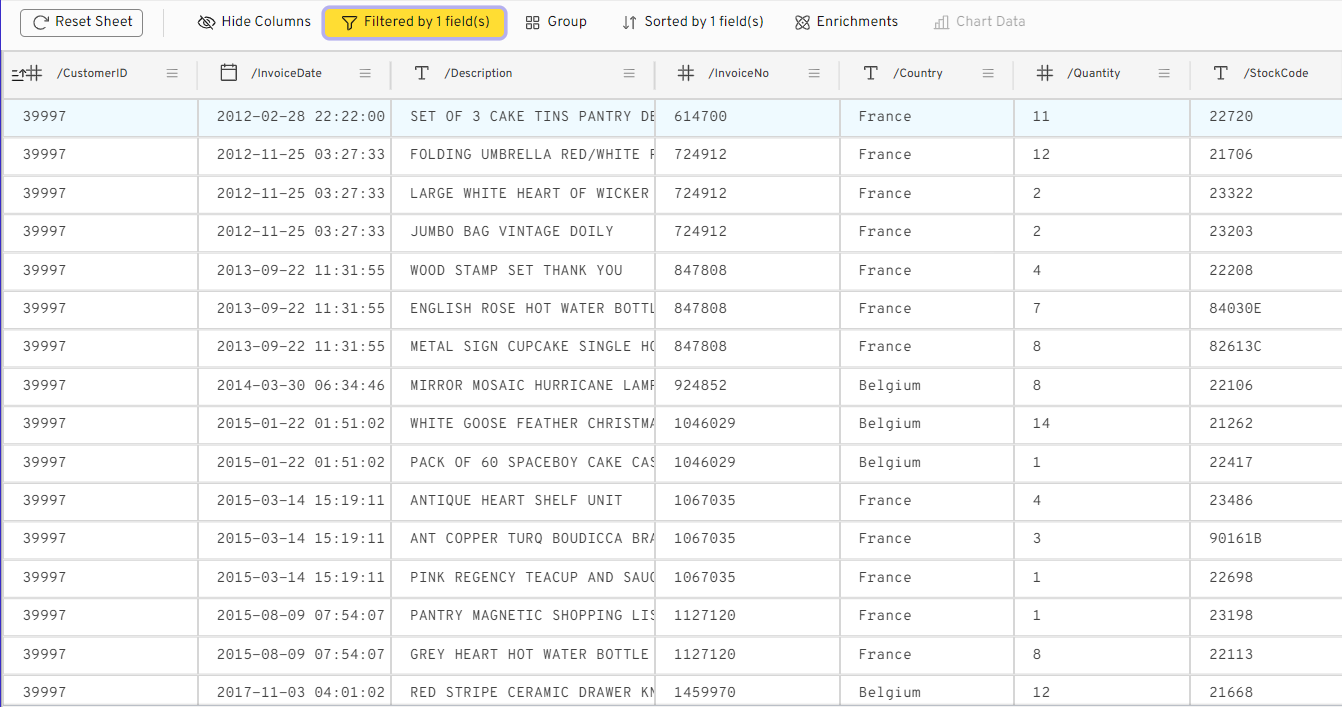 Reset Sheet Hide Columns Filtered by 1 field(s) Group Sorted by 1 field(s) Enrichments Chart Data
/CustomerID /InvoiceDate /Description /InvoiceNo /Country /Quantity /StockCode
39997 2012-02-28 22:22:00 SET OF 3 CAKE TINS PANTRY DE 614700 France 11 22720
39997 2012-11-25 03:27:33 FOLDING UMBRELLA RED/WHITE 724912 France 12 21706
39997 2012-11-25 03:27:33 LARGE WHITE HEART OF WICKER 724912 France 2 23322
39997 2012-11-25 03:27:33 JUMBO BAG VINTAGE DOILY 724912 France 2 23203
39997 2013-09-22 11:31:55 WOOD STAMP SET THANK YOU 847808 France 4 22208
39997 2013-09-22 11:31:55 ENGLISH ROSE HOT WATER BOTTL 847808 France 7 84030E
39997 2013-09-22 11:31:55 METAL SIGN CUPCAKE SINGLE HO 847808 France 8 82613C
39997 2014-03-30 06:34:46 MIRROR MOSAIC HURRICANE LAMP 924852 Belgium 8 22106
39997 2015-01-22 01:51:02 WHITE GOOSE FEATHER CHRISTMA 1046029 Belgium 14 21262
39997 2015-01-22 01:51:02 PACK OF 60 SPACEBOY CAKE CAS 1046029 Belgium 1 22417
39997 2015-03-14 15:19:11 ANTIQUE HEART SHELF UNIT 1067035 France 4 23486
39997 2015-03-14 15:19:11 ANT COPPER TURQ BOUDICCA BRA 1067035 France 3 90161B
39997 2015-03-14 15:19:11 PINK REGENCY TEACUP AND SAUC 1067035 France 1 22698
39997 2015-08-09 07:54:07 PANTRY MAGNETIC SHOPPING LIS 1127120 France 1 23198
39997 2015-08-09 07:54:07 GREY HEART HOT WATER BOTTLE 1127120 France 8 22113
39997 2017-11-03 04:01:02 RED STRIPE CERAMIC DRAWER KN 1459970 Belgium 12 21668